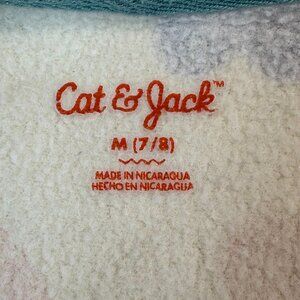 Cat & Jack™
M (7/8)
MADE IN NICARAGUA
HECHO EN NICARAGUA